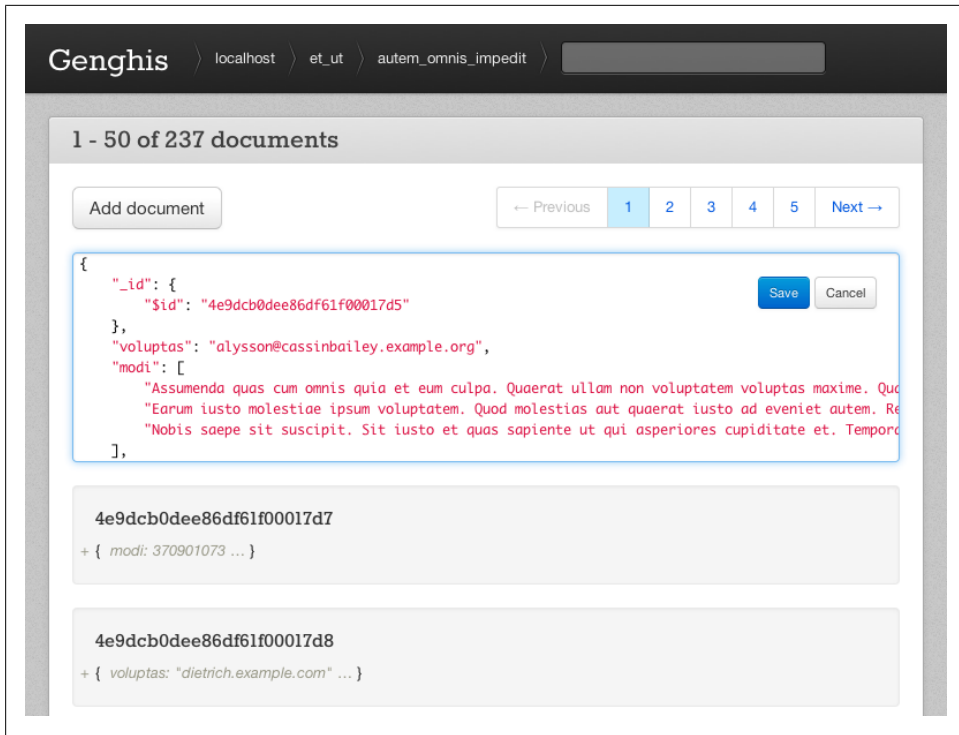 Genghis localhost et_ut autem_omnis_impedit
1 - 50 of 237 documents
Add document ← Previous 1 2 3 4 5 Next →
{
"_id": {
"$id": "4e9dcb0dee86df61f00017d5"
Save Cancel
},
"voluptas": "alysson@cassinbailey.example.org",
"modi": [
"Assumenda quas cum omnis quia et eum culpa. Quaerat ullam non voluptatem voluptas maxime. Quo
"Earum iusto molestiae ipsum voluptatem. Quod molestias aut quaerat iusto ad eveniet autem. Re
"Nobis saepe sit suscipit. Sit iusto et quas sapiente ut qui asperiores cupiditate et. Tempora
],
4e9dcb0dee86df61f00017d7
+ { modi: 370901073 ... }
4e9dcb0dee86df61f00017d8
+ { voluptas: "dietrich.example.com" ... }